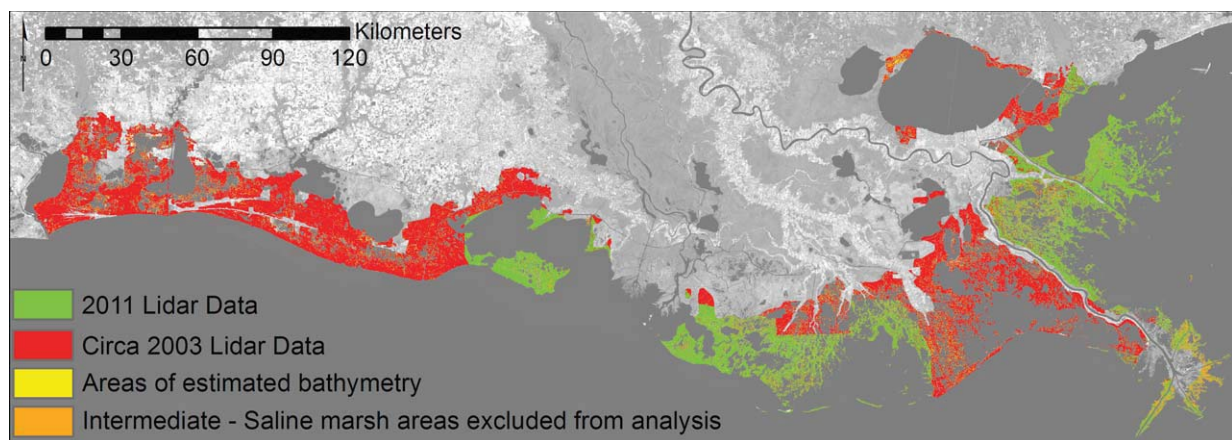 Kilometers
0 30 60 90 120
N
2011 Lidar Data
Circa 2003 Lidar Data
Areas of estimated bathymetry
Intermediate - Saline marsh areas excluded from analysis